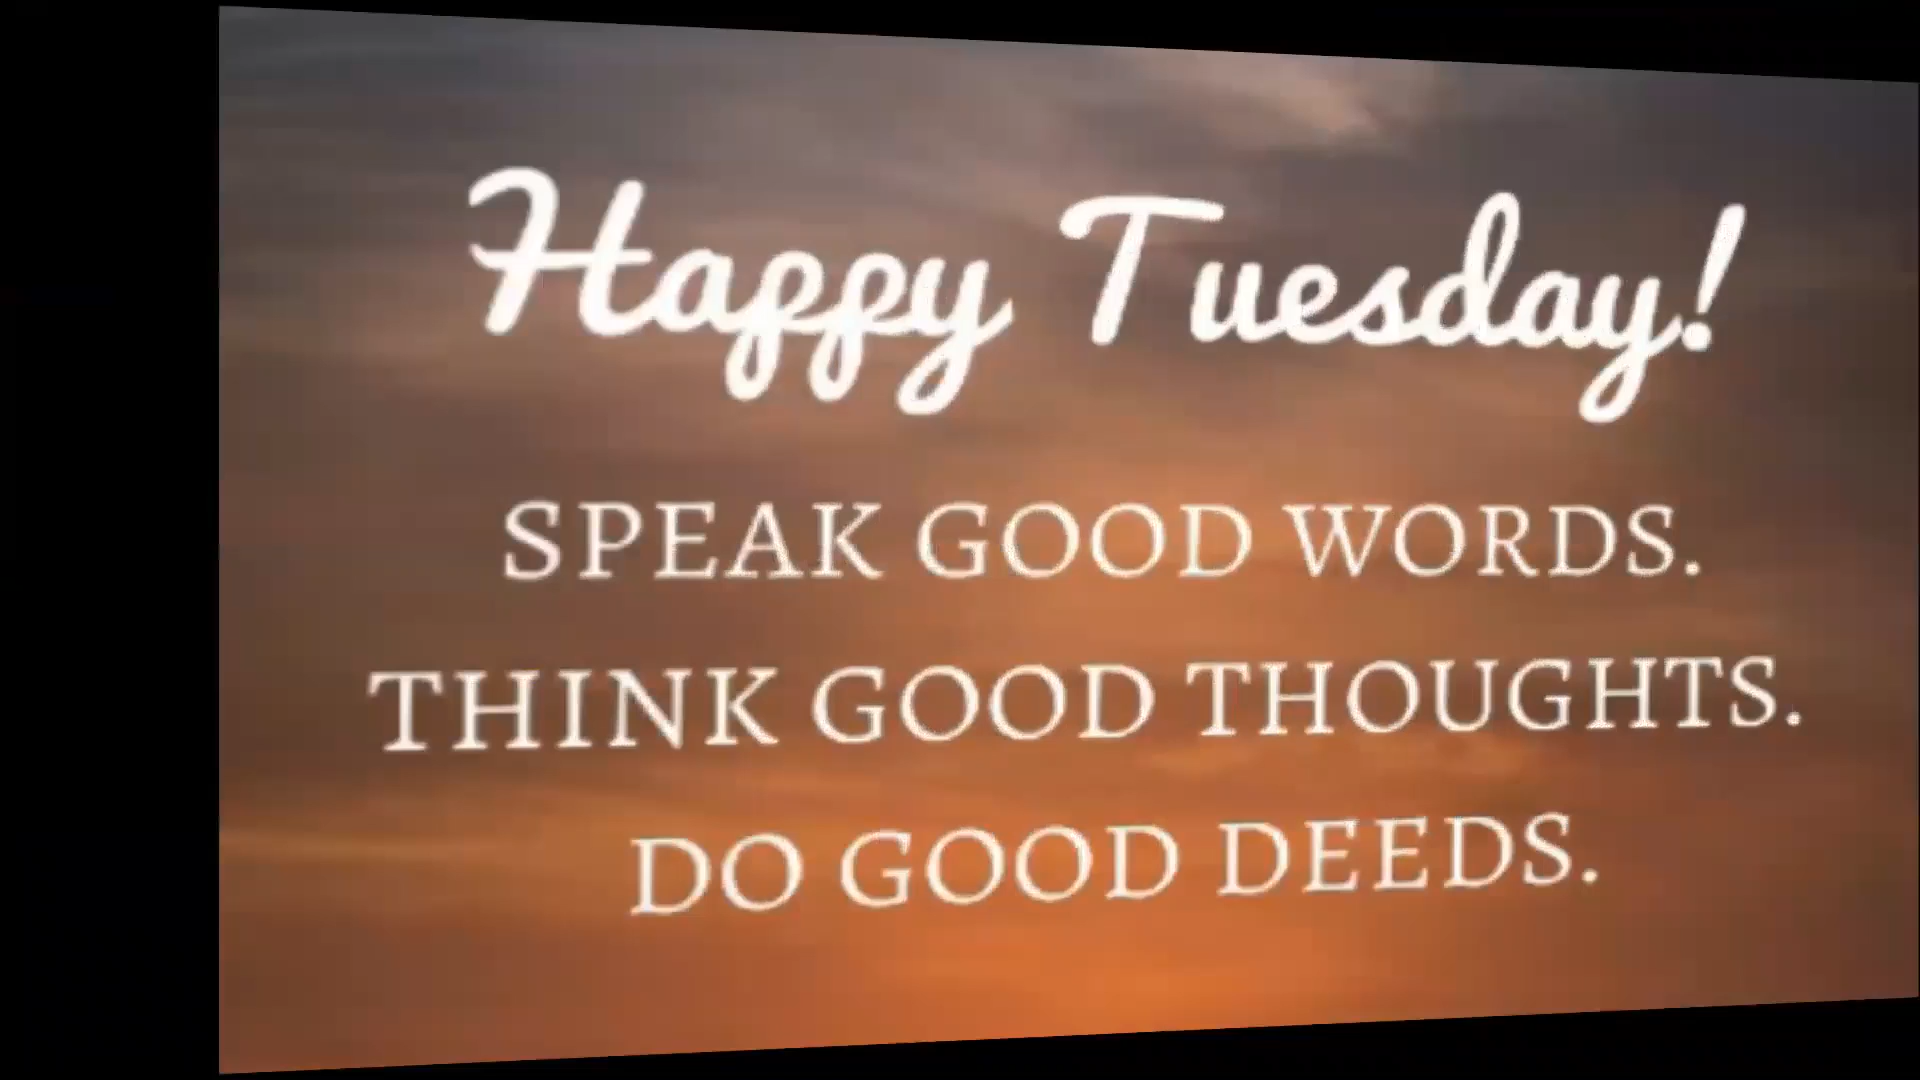 Happy Tuesday!
SPEAK GOOD WORDS.
THINK GOOD THOUGHTS.
DO GOOD DEEDS.